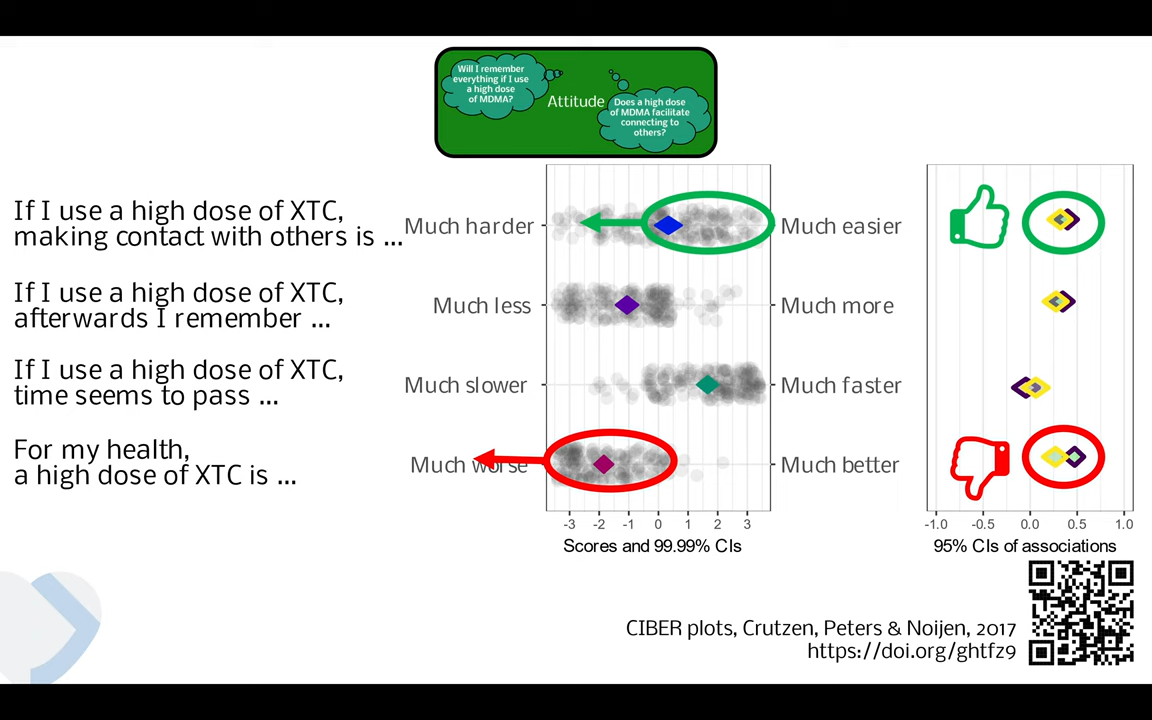 Will I remember
everything if I use
a high dose
of MDMA?
Attitude
Does a high dose
of MDMA facilitate
connecting to
others?
If I use a high dose of XTC,
making contact with others is ...
Much harder
Much easier
If I use a high dose of XTC,
afterwards I remember ...
Much less
Much more
If I use a high dose of XTC,
time seems to pass ...
Much slower
Much faster
For my health,
a high dose of XTC is ...
Much worse
Much better
-3 -2 -1 0 1 2 3
Scores and 99.99% CIs
-1.0 -0.5 0.0 0.5 1.0
95% CIs of associations
CIBER plots, Crutzen, Peters & Noijen, 2017
https://doi.org/ghtfz9